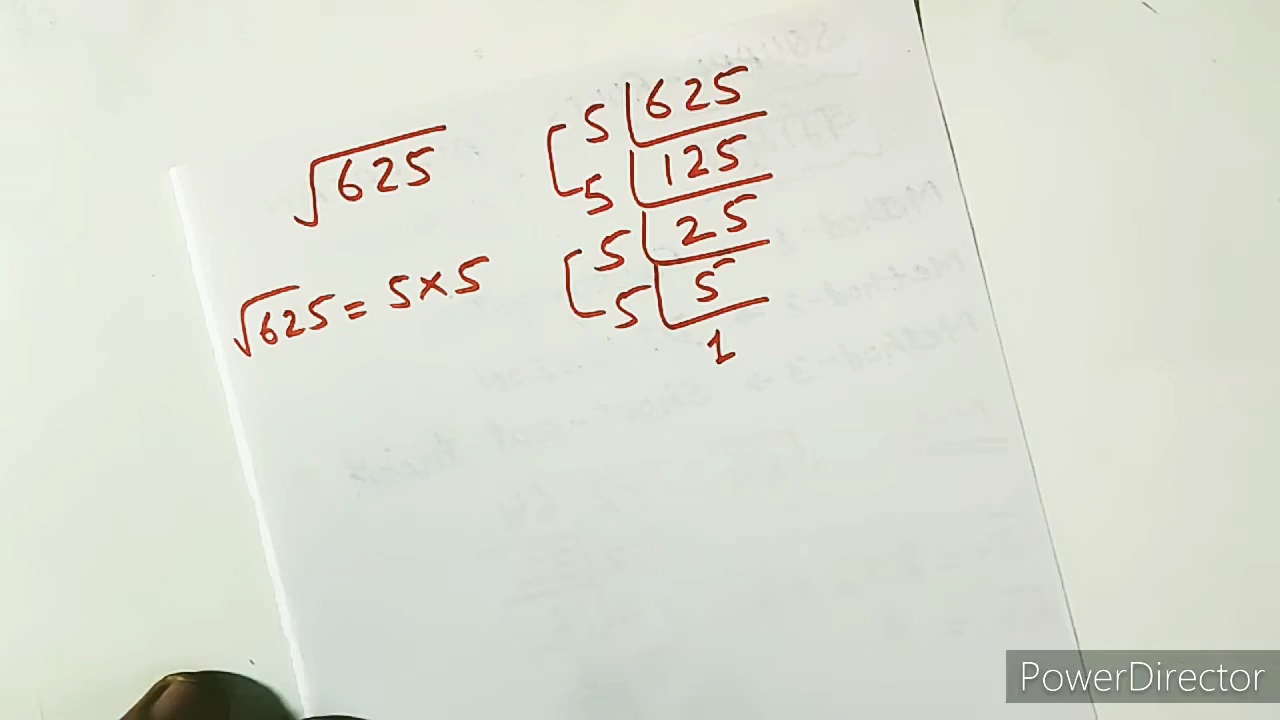 √625
√625 = 5×5
5 | 625
5 | 125
5 | 25
5 | 5
1
PowerDirector